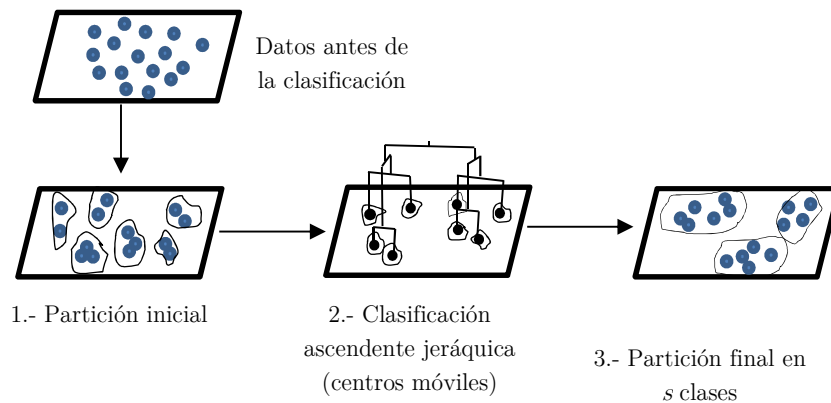 Datos antes de
la clasificación
1.- Partición inicial
2.- Clasificación
ascendente jeráquica
(centros móviles)
3.- Partición final en
s clases